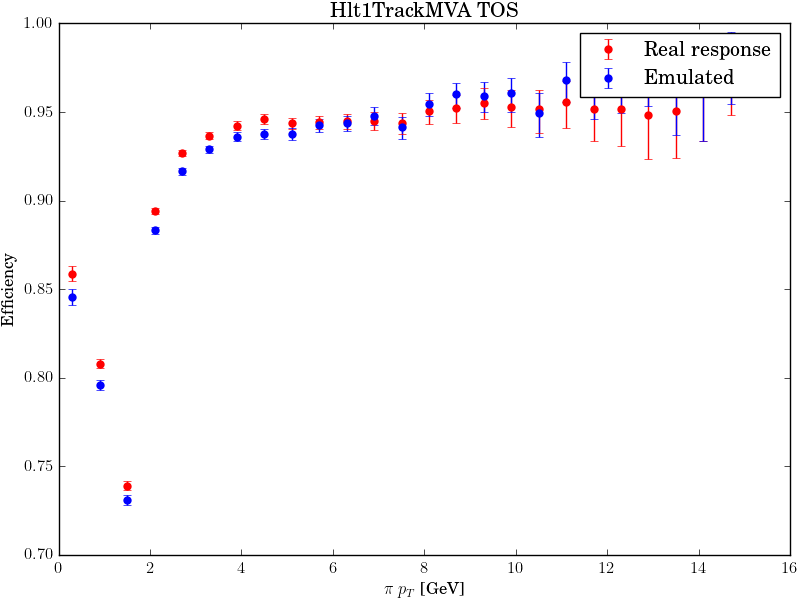 Hlt1TrackMVA TOS
1.00
Real response
Emulated
0.95
0.90
0.85
0.80
0.75
0.70
Efficiency
0 2 4 6 8 10 12 14 16
π p_T [GeV]